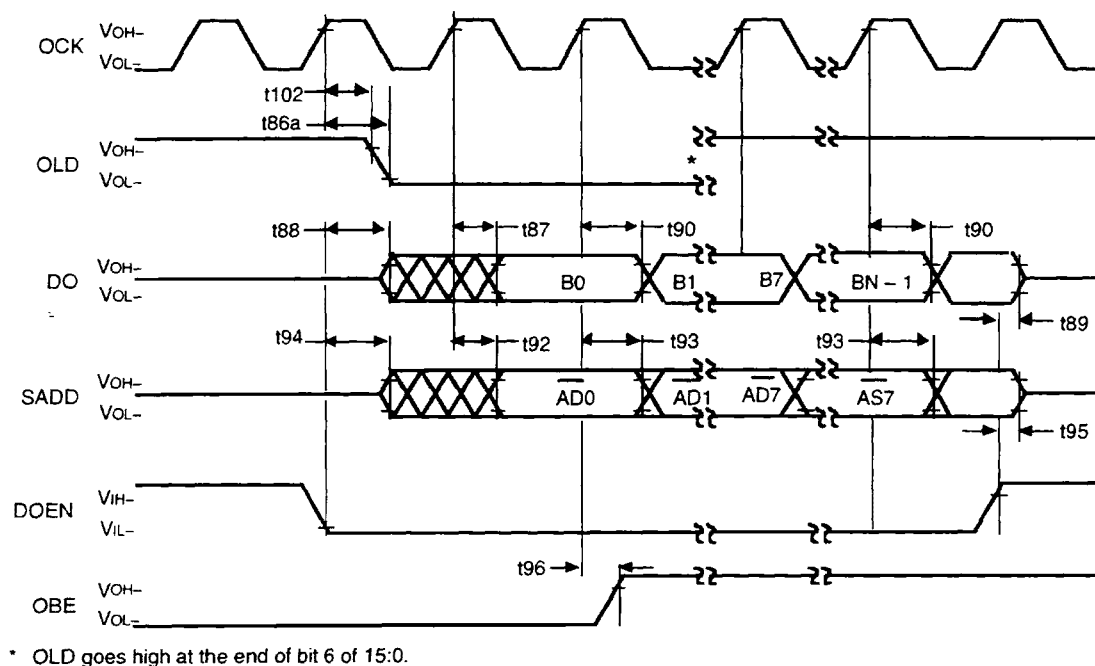 OCK VOH–
VOL–
t102
t86a
OLD VOH–
VOL–
*
t88 t87 t90 t90
DO VOH–
VOL–
B0 B1 B7 BN – 1
t89
t94 t92 t93 t93
SADD VOH–
VOL–
AD0 AD1 AD7 AS7
t95
DOEN VIH–
VIL–
t96
OBE VOH–
VOL–
* OLD goes high at the end of bit 6 of 15:0.